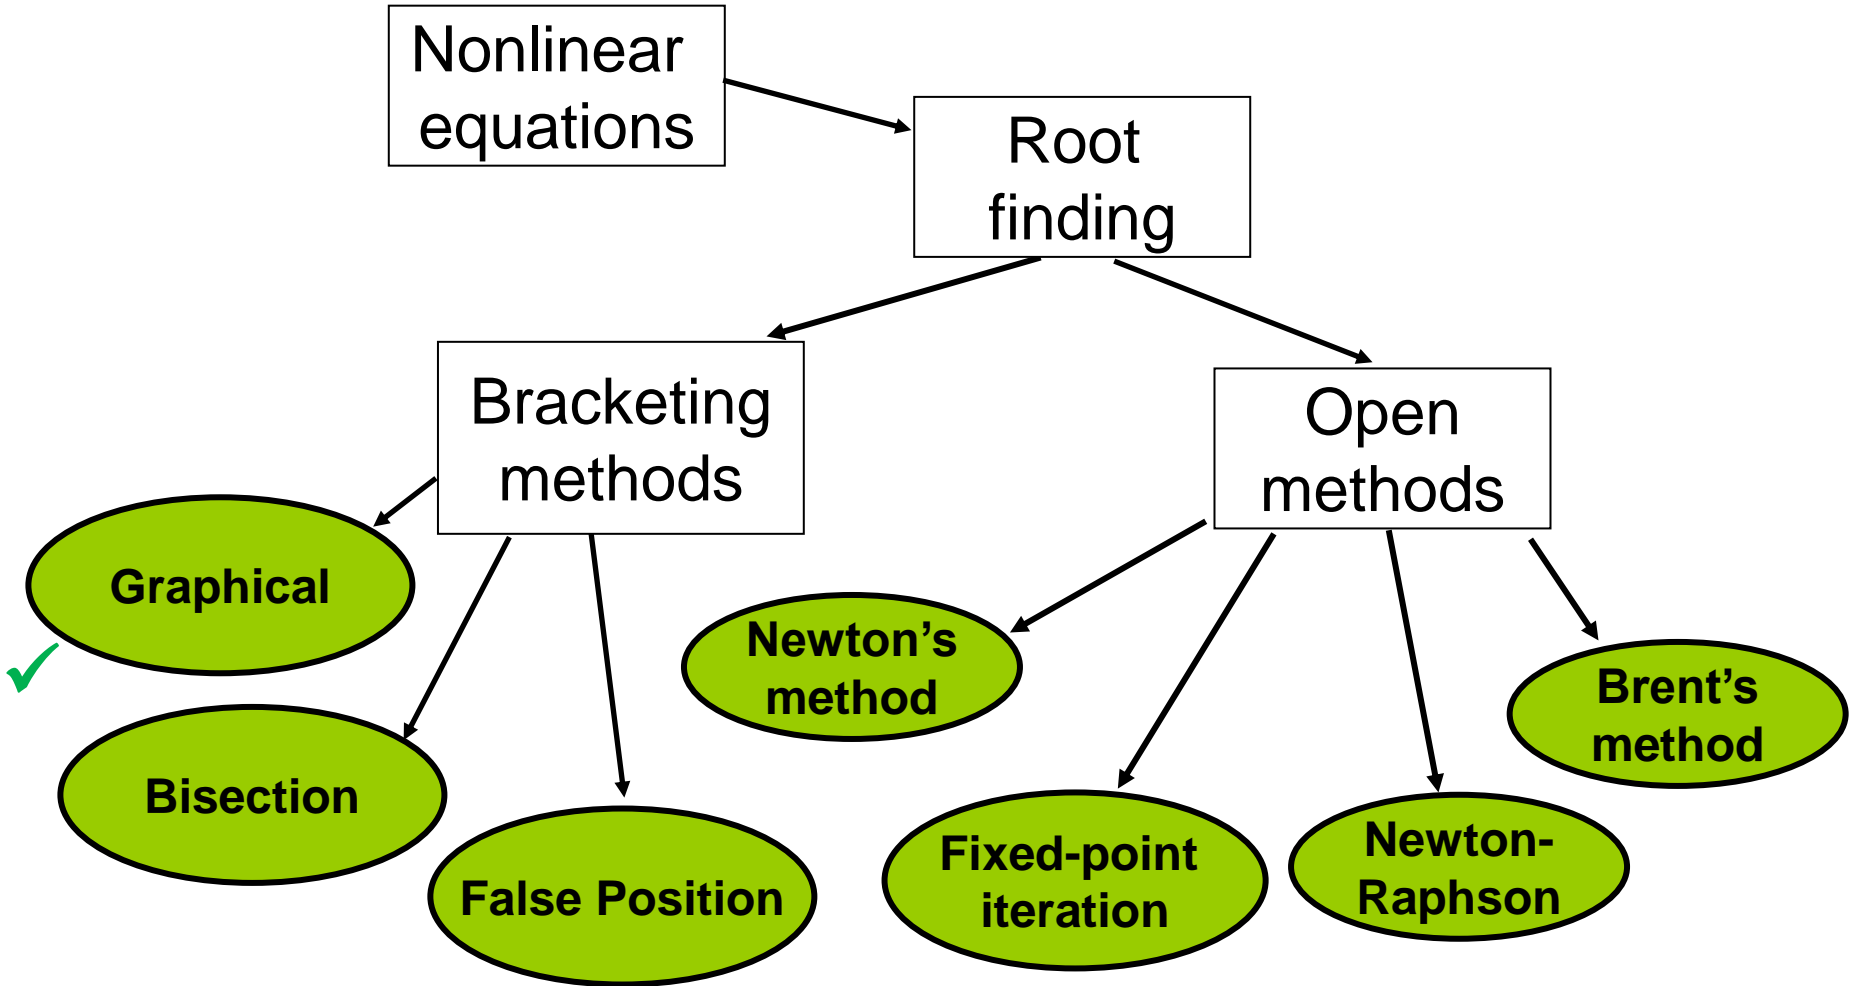 Nonlinear
equations
Root
finding
Bracketing
methods
Open
methods
Graphical
Bisection
False Position
Newton’s
method
Fixed-point
iteration
Newton-
Raphson
Brent’s
method